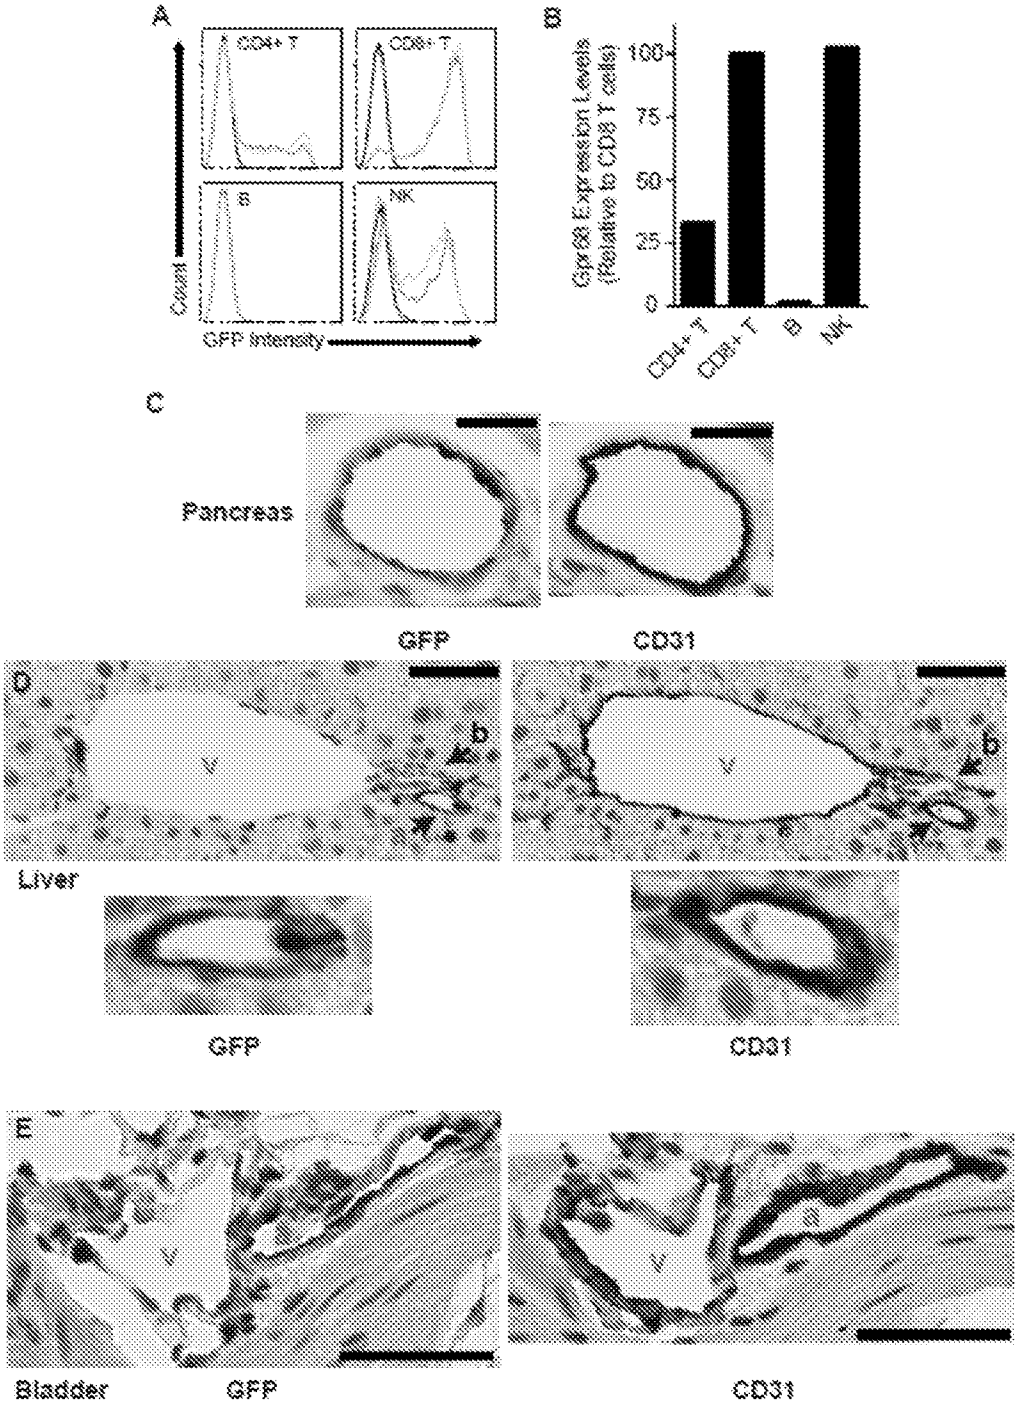 A
CD4+ T
CD8+ T
B
NK
Count
GFP Intensity
B
Gpr68 Expression Levels
(Relative to CD8 T cells)
100
75
50
25
0
CD4+ T
CD8+ T
B
NK
C
Pancreas
GFP
CD31
D
v
b
v
b
Liver
GFP
CD31
E
v
v
a
Bladder
GFP
CD31